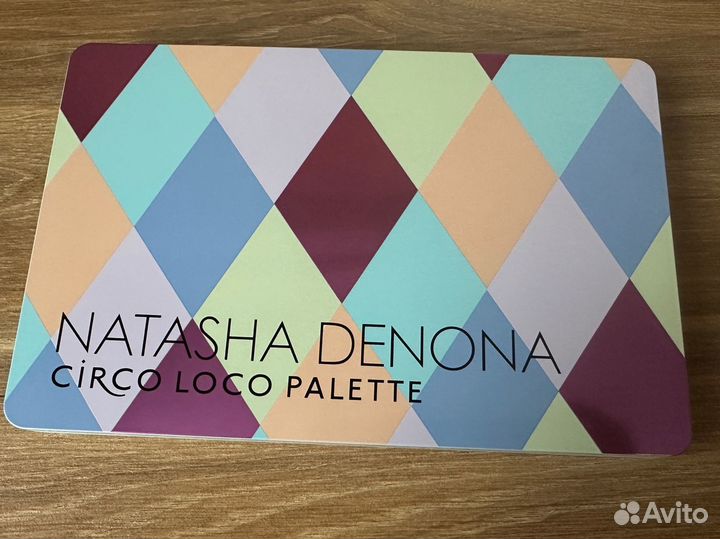 NATASHA DENONA
CIRCO LOCO PALETTE
Avito